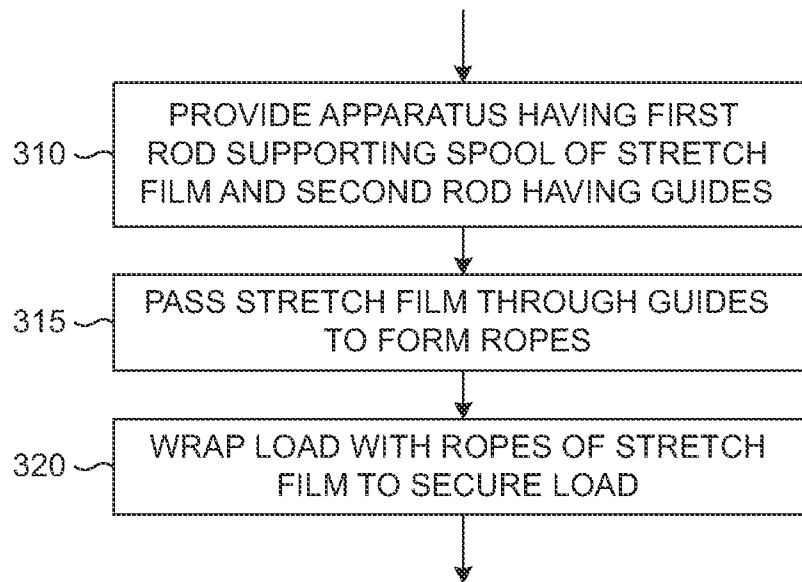 PROVIDE APPARATUS HAVING FIRST
310
ROD SUPPORTING SPOOL OF STRETCH
FILM AND SECOND ROD HAVING GUIDES
315
PASS STRETCH FILM THROUGH GUIDES
TO FORM ROPES
320
WRAP LOAD WITH ROPES OF STRETCH
FILM TO SECURE LOAD